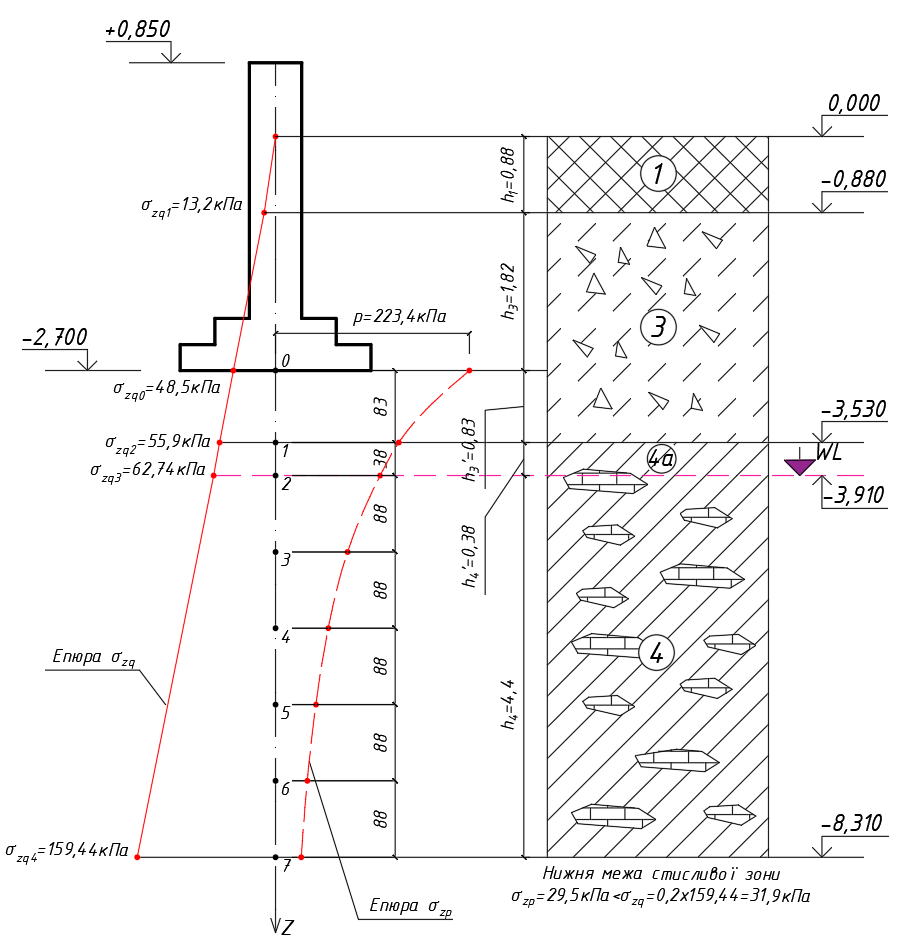 +0,850
0,000
h1=0,88
1
-0,880
σzq1=13,2кПа
h3=1,82
p=223,4кПа
3
-2,700
0
σzq0=48,5кПа
83
h3'=0,83
-3,530
σzq2=55,9кПа
1
38
4а
WL
σzq3=62,74кПа
2
-3,910
88
h4'=0,38
3
88
4
4
Епюра σzq
88
h4=4,4
5
88
6
88
-8,310
σzq4=159,44кПа
7
Нижня межа стисливої зони
σzp=29,5кПа<σzq=0,2x159,44=31,9кПа
Епюра σzp
Z